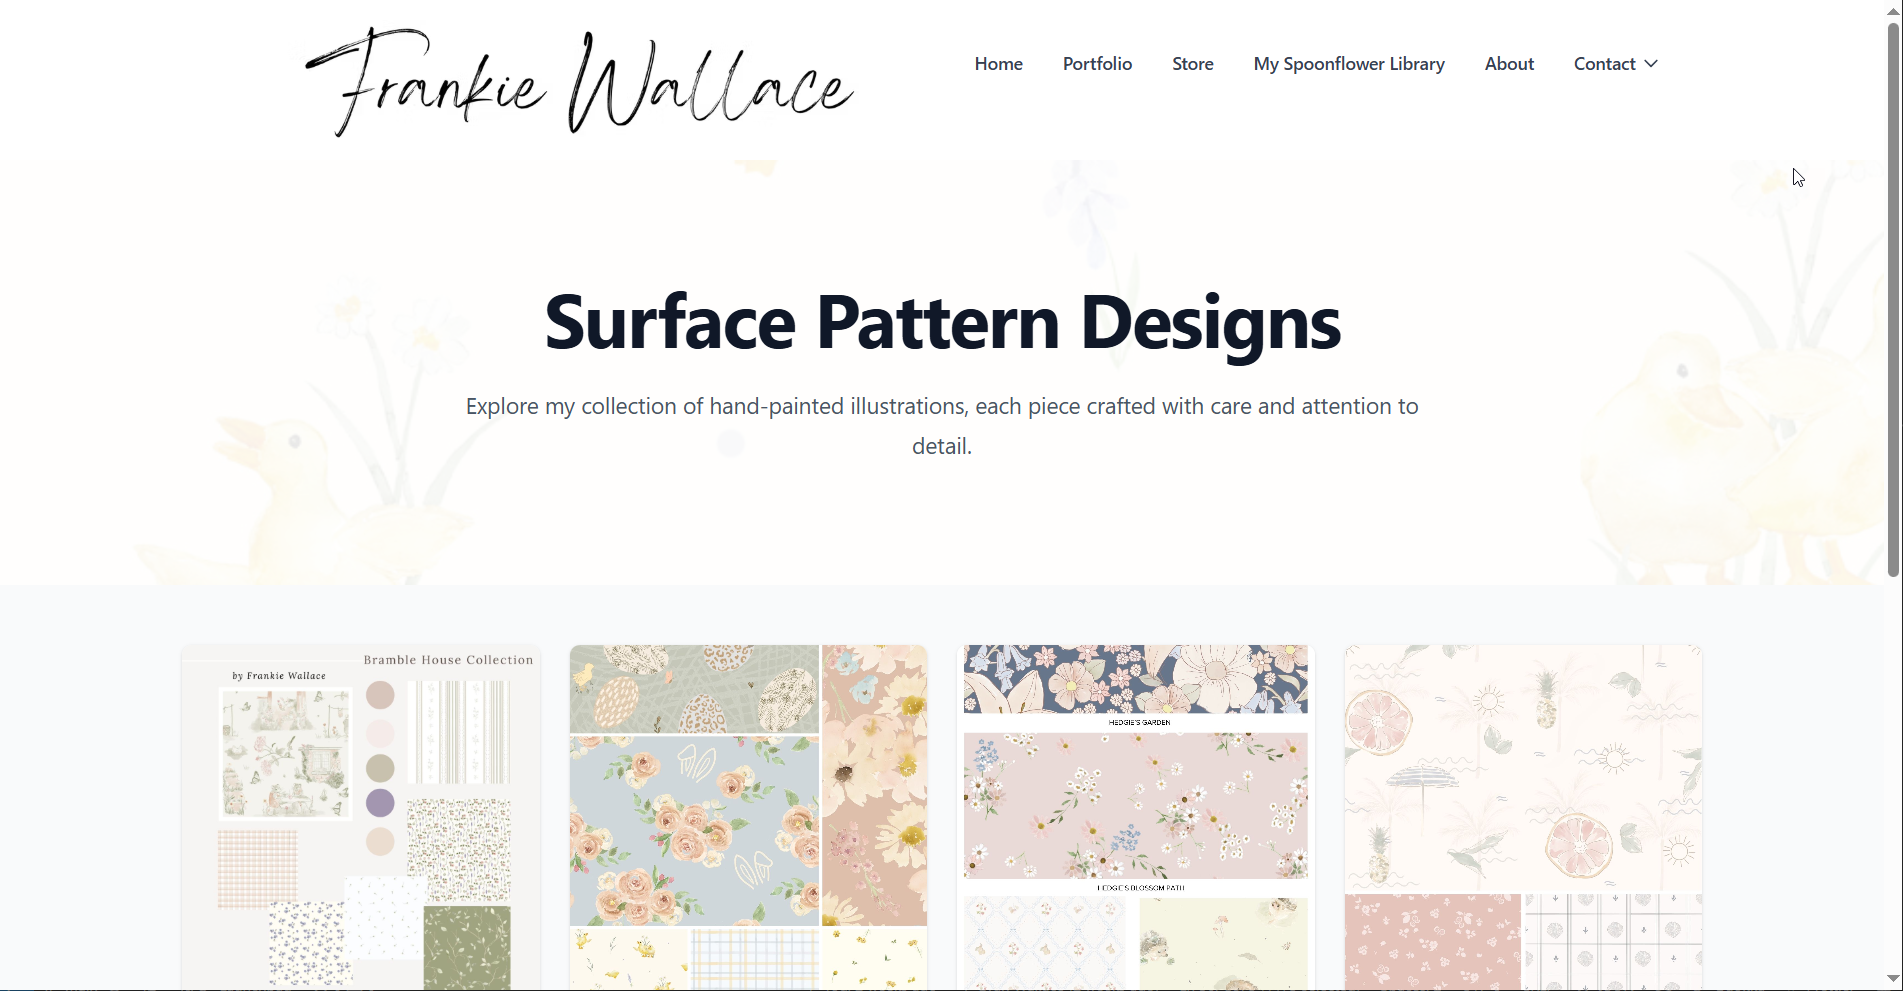 Frankie Wallace
Home Portfolio Store My Spoonflower Library About Contact
Surface Pattern Designs
Explore my collection of hand-painted illustrations, each piece crafted with care and attention to
detail.
Bramble House Collection
by Frankie Wallace
HEDGIE'S GARDEN
HEDGIE'S BLOSSOM PATH